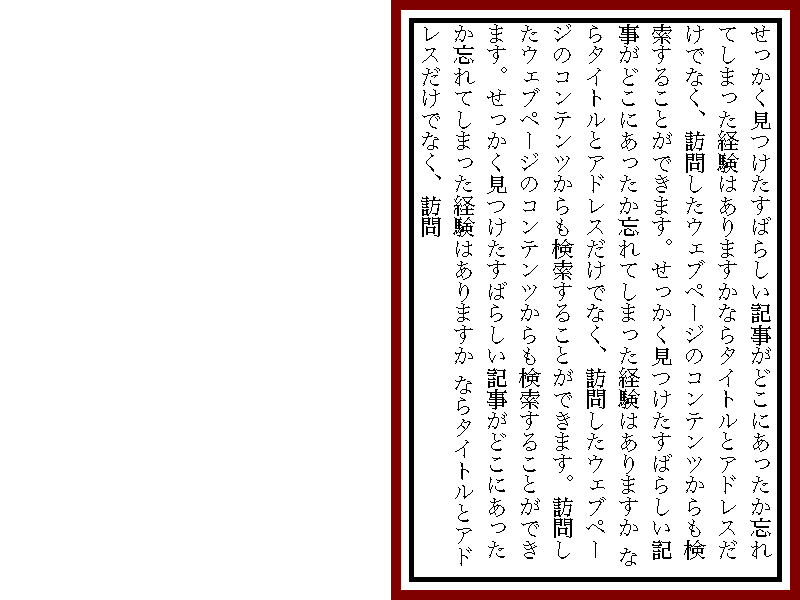 せっかく見つけたすばらしい記事がどこにあったか忘れ
てしまった経験はありますかならタイトルとアドレスだ
けでなく、訪問したウェブページのコンテンツからも検
索することができます。せっかく見つけたすばらしい記
事がどこにあったか忘れてしまった経験はありますか な
らタイトルとアドレスだけでなく、訪問したウェブペー
ジのコンテンツからも検索することができます。訪問し
たウェブページのコンテンツからも検索することができ
ます。せっかく見つけたすばらしい記事がどこにあった
か忘れてしまった経験はありますか ならタイトルとアド
レスだけでなく、訪問